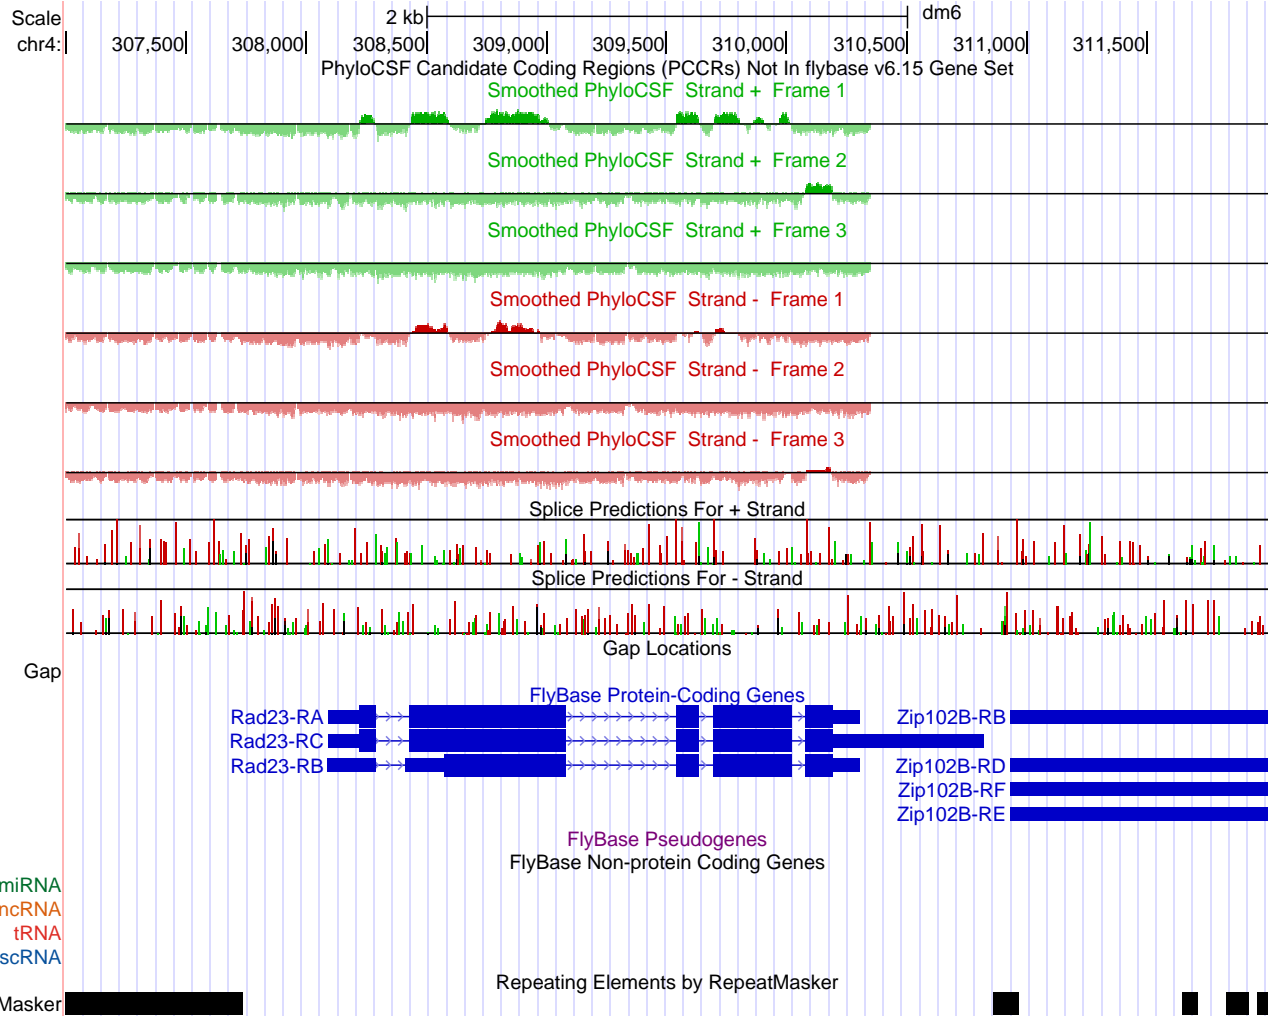 Scale 2 kb dm6
chr4: 307,500 308,000 308,500 309,000 309,500 310,000 310,500 311,000 311,500
PhyloCSF Candidate Coding Regions (PCCRs) Not In flybase v6.15 Gene Set
Smoothed PhyloCSF Strand + Frame 1
Smoothed PhyloCSF Strand + Frame 2
Smoothed PhyloCSF Strand + Frame 3
Smoothed PhyloCSF Strand - Frame 1
Smoothed PhyloCSF Strand - Frame 2
Smoothed PhyloCSF Strand - Frame 3
Splice Predictions For + Strand
Splice Predictions For - Strand
Gap Locations
Gap
FlyBase Protein-Coding Genes
Rad23-RA Zip102B-RB
Rad23-RC
Rad23-RB Zip102B-RD
Zip102B-RF
Zip102B-RE
FlyBase Pseudogenes
FlyBase Non-protein Coding Genes
miRNA
ncRNA
tRNA
scRNA
Repeating Elements by RepeatMasker
Masker